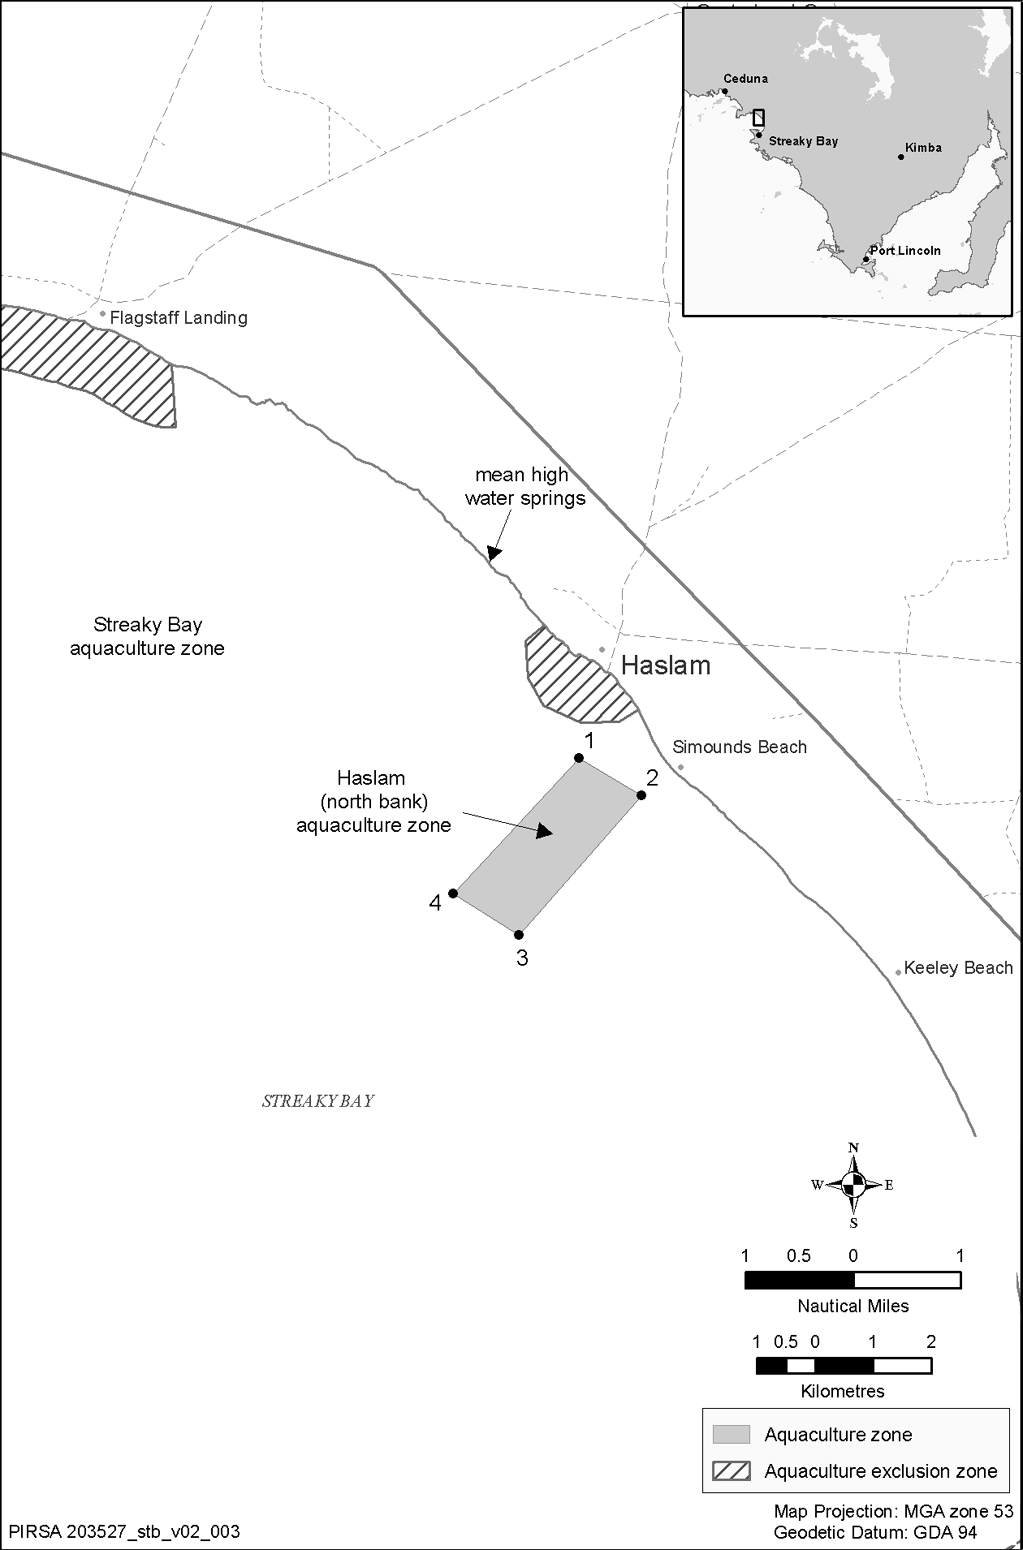 Ceduna
Streaky Bay
Kimba
Port Lincoln
Flagstaff Landing
mean high
water springs
Streaky Bay
aquaculture zone
Haslam
1
Simounds Beach
2
Haslam
(north bank)
aquaculture zone
4
3
Keeley Beach
STREAKY BAY
N
W E
S
1 0.5 0 1
Nautical Miles
1 0.5 0 1 2
Kilometres
Aquaculture zone
Aquaculture exclusion zone
Map Projection: MGA zone 53
Geodetic Datum: GDA 94
PIRSA 203527_stb_v02_003